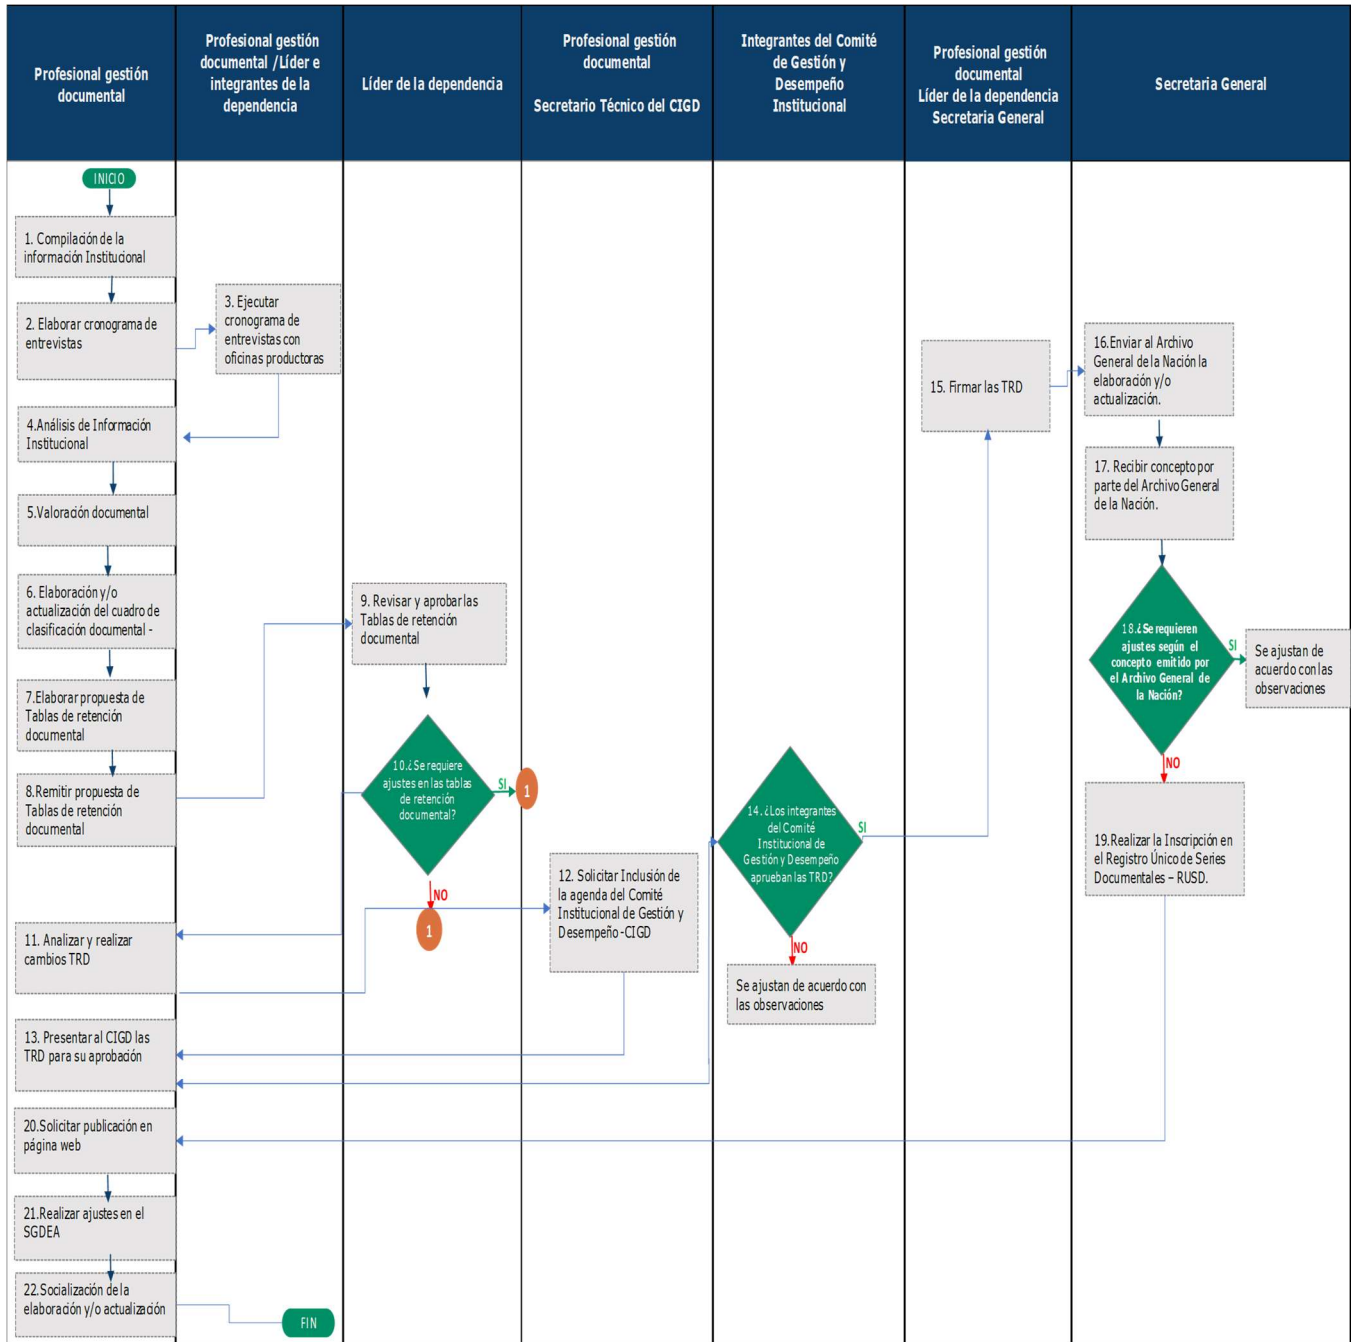 Profesional gestión
documental
Profesional gestión
documental /Líder e
integrantes de la
dependencia
Líder de la dependencia
Profesional gestión
documental
Secretario Técnico del CIGD
Integrantes del Comité
de Gestión y
Desempeño
Institucional
Profesional gestión
documental
Líder de la dependencia
Secretaria General
Secretaria General
INICIO
1. Compilación de la
información Institucional
2. Elaborar cronograma de
entrevistas
3. Ejecutar
cronograma de
entrevistas con
oficinas productoras
4.Análisis de Información
Institucional
5.Valoración documental
6. Elaboración y/o
actualización del cuadro de
clasificación documental -
7.Elaborar propuesta de
Tablas de retención
documental
8.Remitir propuesta de
Tablas de retención
documental
9. Revisar y aprobar las
Tablas de retención
documental
10.¿Se requiere
ajustes en las tablas
de retención
documental?
SI
1
NO
1
11. Analizar y realizar
cambios TRD
12. Solicitar Inclusión de
la agenda del Comité
Institucional de Gestión y
Desempeño -CIGD
13. Presentar al CIGD las
TRD para su aprobación
14. ¿Los integrantes
del Comité
Institucional de
Gestión y Desempeño
aprueban las TRD?
SI
NO
Se ajustan de acuerdo con
las observaciones
15. Firmar las TRD
16.Enviar al Archivo
General de la Nación la
elaboración y/o
actualización.
17. Recibir concepto por
parte del Archivo General
de la Nación.
18.¿Se requieren
ajustes según el
concepto emitido por
el Archivo General de
la Nación?
SI
Se ajustan de
acuerdo con las
observaciones
NO
19.Realizar la Inscripción en
el Registro Único de Series
Documentales – RUSD.
20.Solicitar publicación en
página web
21.Realizar ajustes en el
SGDEA
22.Socialización de la
elaboración y/o actualización
FIN